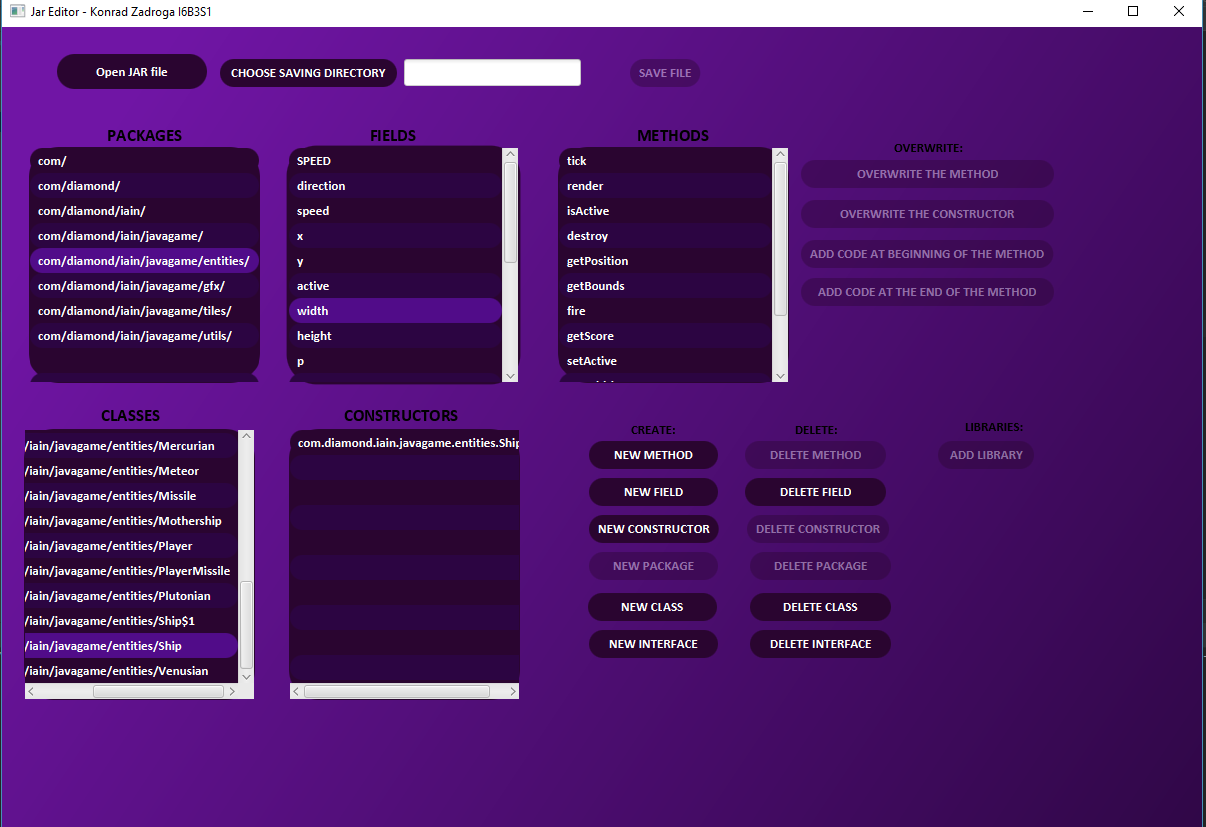 Jar Editor - Konrad Zadroga I6B3S1
Open JAR file
CHOOSE SAVING DIRECTORY
SAVE FILE
PACKAGES
com/
com/diamond/
com/diamond/iain/
com/diamond/iain/javagame/
com/diamond/iain/javagame/entities/
com/diamond/iain/javagame/gfx/
com/diamond/iain/javagame/tiles/
com/diamond/iain/javagame/utils/
FIELDS
SPEED
direction
speed
x
y
active
width
height
p
METHODS
tick
render
isActive
destroy
getPosition
getBounds
fire
getScore
setActive
OVERWRITE:
OVERWRITE THE METHOD
OVERWRITE THE CONSTRUCTOR
ADD CODE AT BEGINNING OF THE METHOD
ADD CODE AT THE END OF THE METHOD
CLASSES
/iain/javagame/entities/Mercurian
/iain/javagame/entities/Meteor
/iain/javagame/entities/Missile
/iain/javagame/entities/Mothership
/iain/javagame/entities/Player
/iain/javagame/entities/PlayerMissile
/iain/javagame/entities/Plutonian
/iain/javagame/entities/Ship$1
/iain/javagame/entities/Ship
/iain/javagame/entities/Venusian
CONSTRUCTORS
com.diamond.iain.javagame.entities.Ship
CREATE:
NEW METHOD
NEW FIELD
NEW CONSTRUCTOR
NEW PACKAGE
NEW CLASS
NEW INTERFACE
DELETE:
DELETE METHOD
DELETE FIELD
DELETE CONSTRUCTOR
DELETE PACKAGE
DELETE CLASS
DELETE INTERFACE
LIBRARIES:
ADD LIBRARY